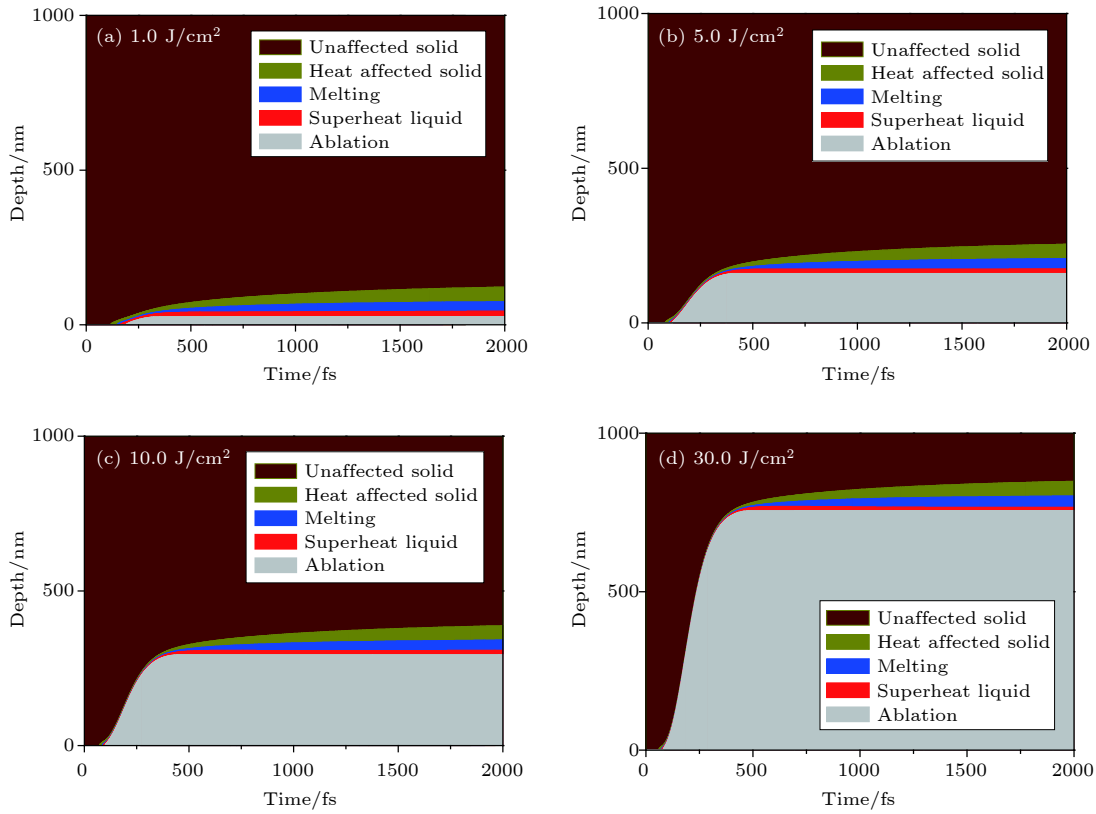 (a) 1.0 J/cm²
Unaffected solid
Heat affected solid
Melting
Superheat liquid
Ablation
1000
500
0
Depth/nm
0 500 1000 1500 2000
Time/fs
(b) 5.0 J/cm²
Unaffected solid
Heat affected solid
Melting
Superheat liquid
Ablation
1000
500
0
Depth/nm
0 500 1000 1500 2000
Time/fs
(c) 10.0 J/cm²
Unaffected solid
Heat affected solid
Melting
Superheat liquid
Ablation
1000
500
0
Depth/nm
0 500 1000 1500 2000
Time/fs
(d) 30.0 J/cm²
Unaffected solid
Heat affected solid
Melting
Superheat liquid
Ablation
1000
500
0
Depth/nm
0 500 1000 1500 2000
Time/fs